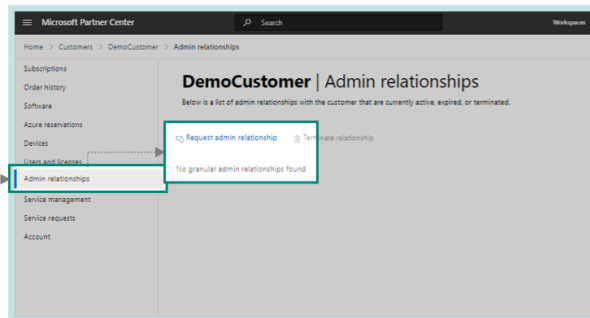 Microsoft Partner Center
Search
Workspaces
Home > Customers > DemoCustomer > Admin relationships
Subscriptions
Order history
Software
Azure reservations
Devices
Users and licenses
Admin relationships
Service management
Service requests
Account
DemoCustomer | Admin relationships
Below is a list of admin relationships with the customer that are currently active, expired, or terminated.
Request admin relationship
Terminate relationship
No granular admin relationships found